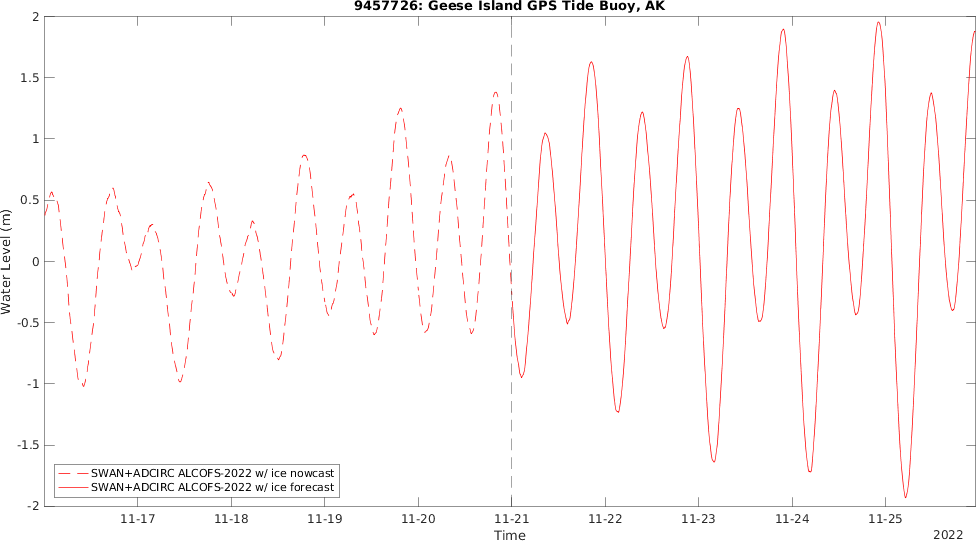 9457726: Geese Island GPS Tide Buoy, AK
2
1.5
1
0.5
0
-0.5
-1
-1.5
-2
Water Level (m)
SWAN+ADCIRC ALCOFS-2022 w/ ice nowcast
SWAN+ADCIRC ALCOFS-2022 w/ ice forecast
11-17 11-18 11-19 11-20 11-21 11-22 11-23 11-24 11-25
Time
2022